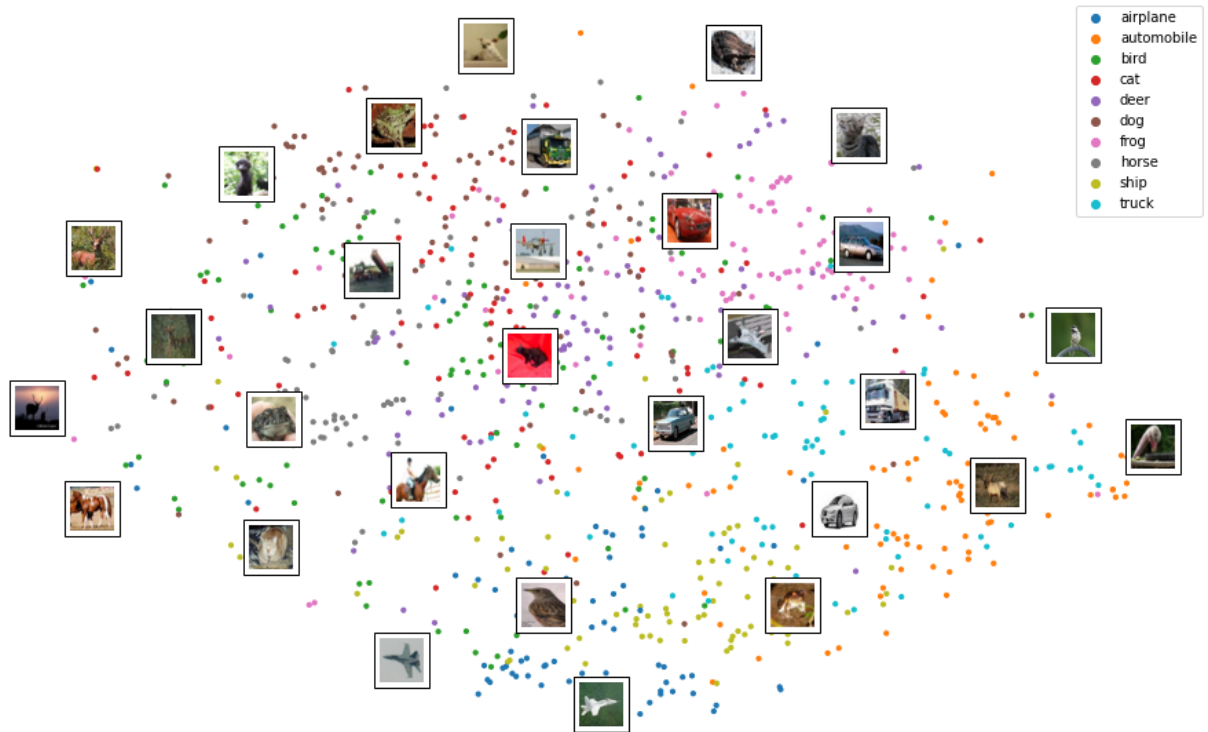 airplane
automobile
bird
cat
deer
dog
frog
horse
ship
truck